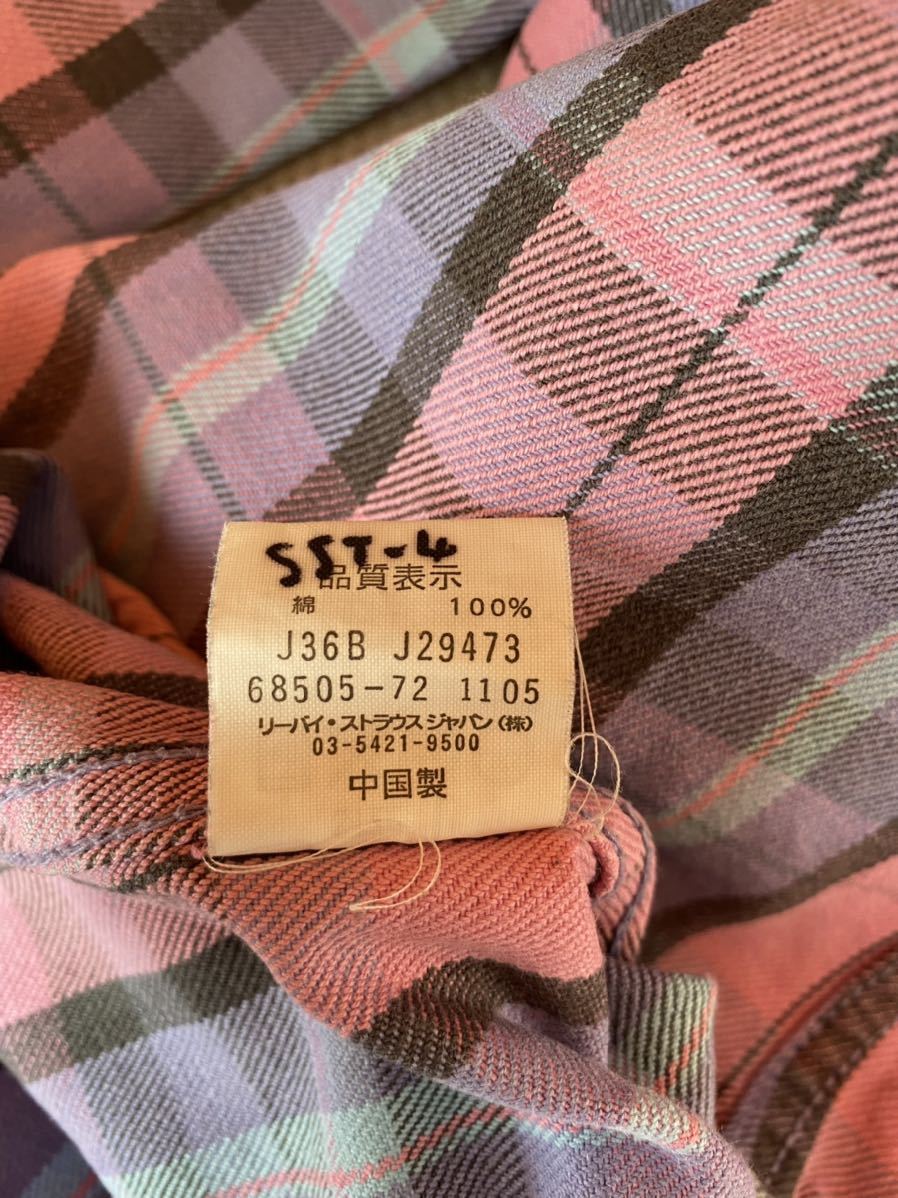 SST-4
品質表示
綿 100%
J36B J29473
68505-72 1105
リーバイ・ストラウスジャパン(株)
03-5421-9500
中国製